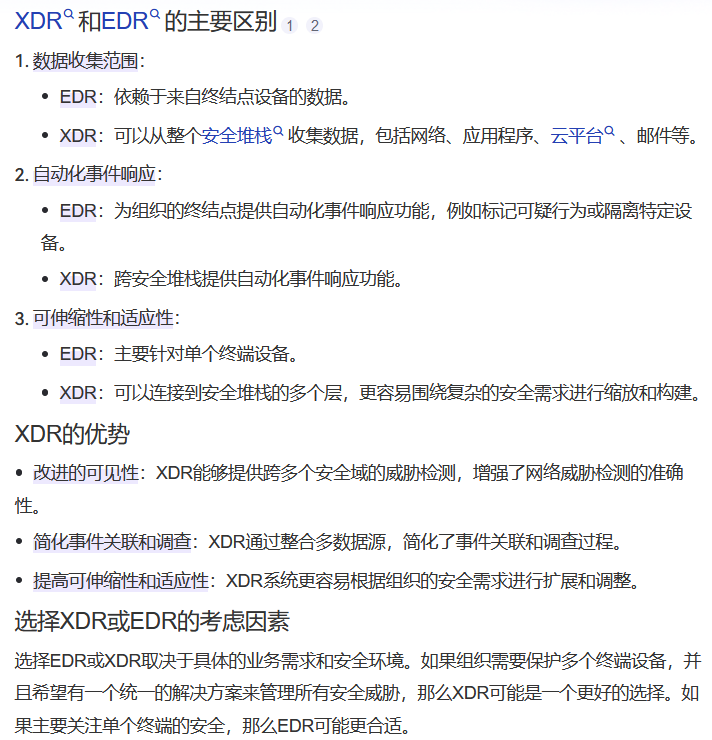 XDR和EDR的主要区别 1 2
1. 数据收集范围：
• EDR：依赖于来自终结点设备的数据。
• XDR：可以从整个安全堆栈收集数据，包括网络、应用程序、云平台、邮件等。
2. 自动化事件响应：
• EDR：为组织的终结点提供自动化事件响应功能，例如标记可疑行为或隔离特定设
备。
• XDR：跨安全堆栈提供自动化事件响应功能。
3. 可伸缩性和适应性：
• EDR：主要针对单个终端设备。
• XDR：可以连接到安全堆栈的多个层，更容易围绕复杂的安全需求进行缩放和构建。
XDR的优势
• 改进的可见性：XDR能够提供跨多个安全域的威胁检测，增强了网络威胁检测的准确
性。
• 简化事件关联和调查：XDR通过整合多数据源，简化了事件关联和调查过程。
• 提高可伸缩性和适应性：XDR系统更容易根据组织的安全需求进行扩展和调整。
选择XDR或EDR的考虑因素
选择EDR或XDR取决于具体的业务需求和安全环境。如果组织需要保护多个终端设备，并
且希望有一个统一的解决方案来管理所有安全威胁，那么XDR可能是一个更好的选择。如
果主要关注单个终端的安全，那么EDR可能更合适。